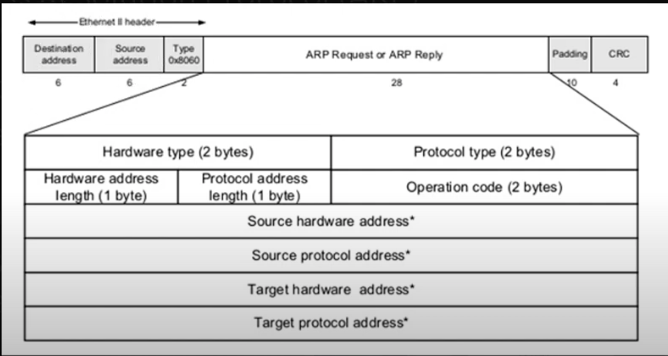 Ethernet II header
Destination address
Source address
Type 0x8060
ARP Request or ARP Reply
Padding
CRC
6
6
2
28
10
4
Hardware type (2 bytes)
Protocol type (2 bytes)
Hardware address length (1 byte)
Protocol address length (1 byte)
Operation code (2 bytes)
Source hardware address*
Source protocol address*
Target hardware address*
Target protocol address*